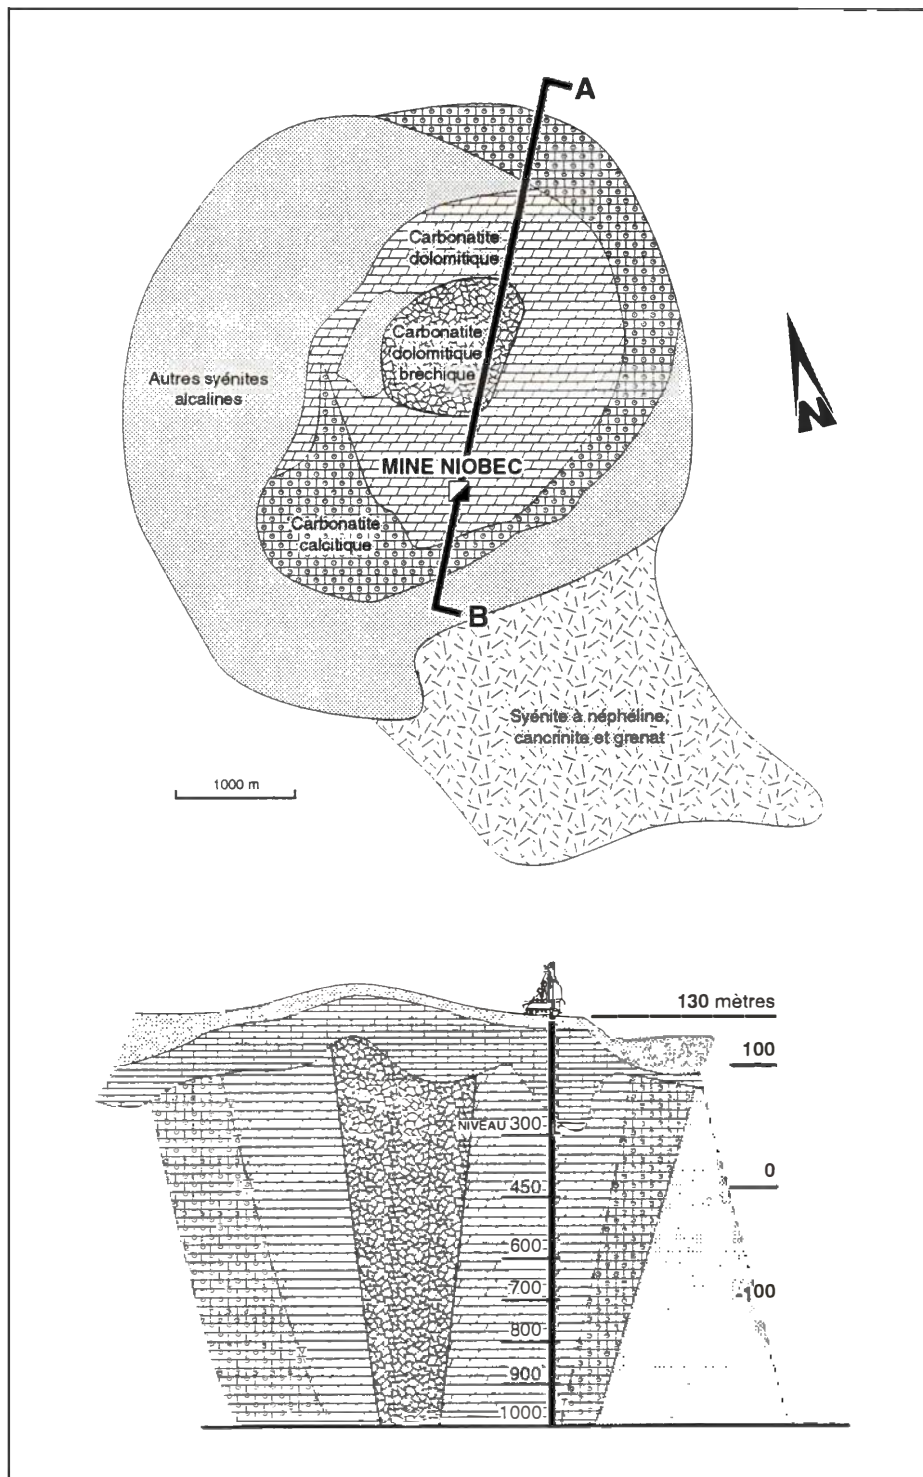 A
Carbonatite
dolomitique
Carbonatite
dolomitique
bréchique
Autres syénites
alcalines
N
MINE NIOBEC
Carbonatite
calcitique
B
Syénite à néphéline,
cancrinite et grenat
1000 m
130 mètres
100
NIVEAU 300
0
450
600
-100
700
800
900
1000